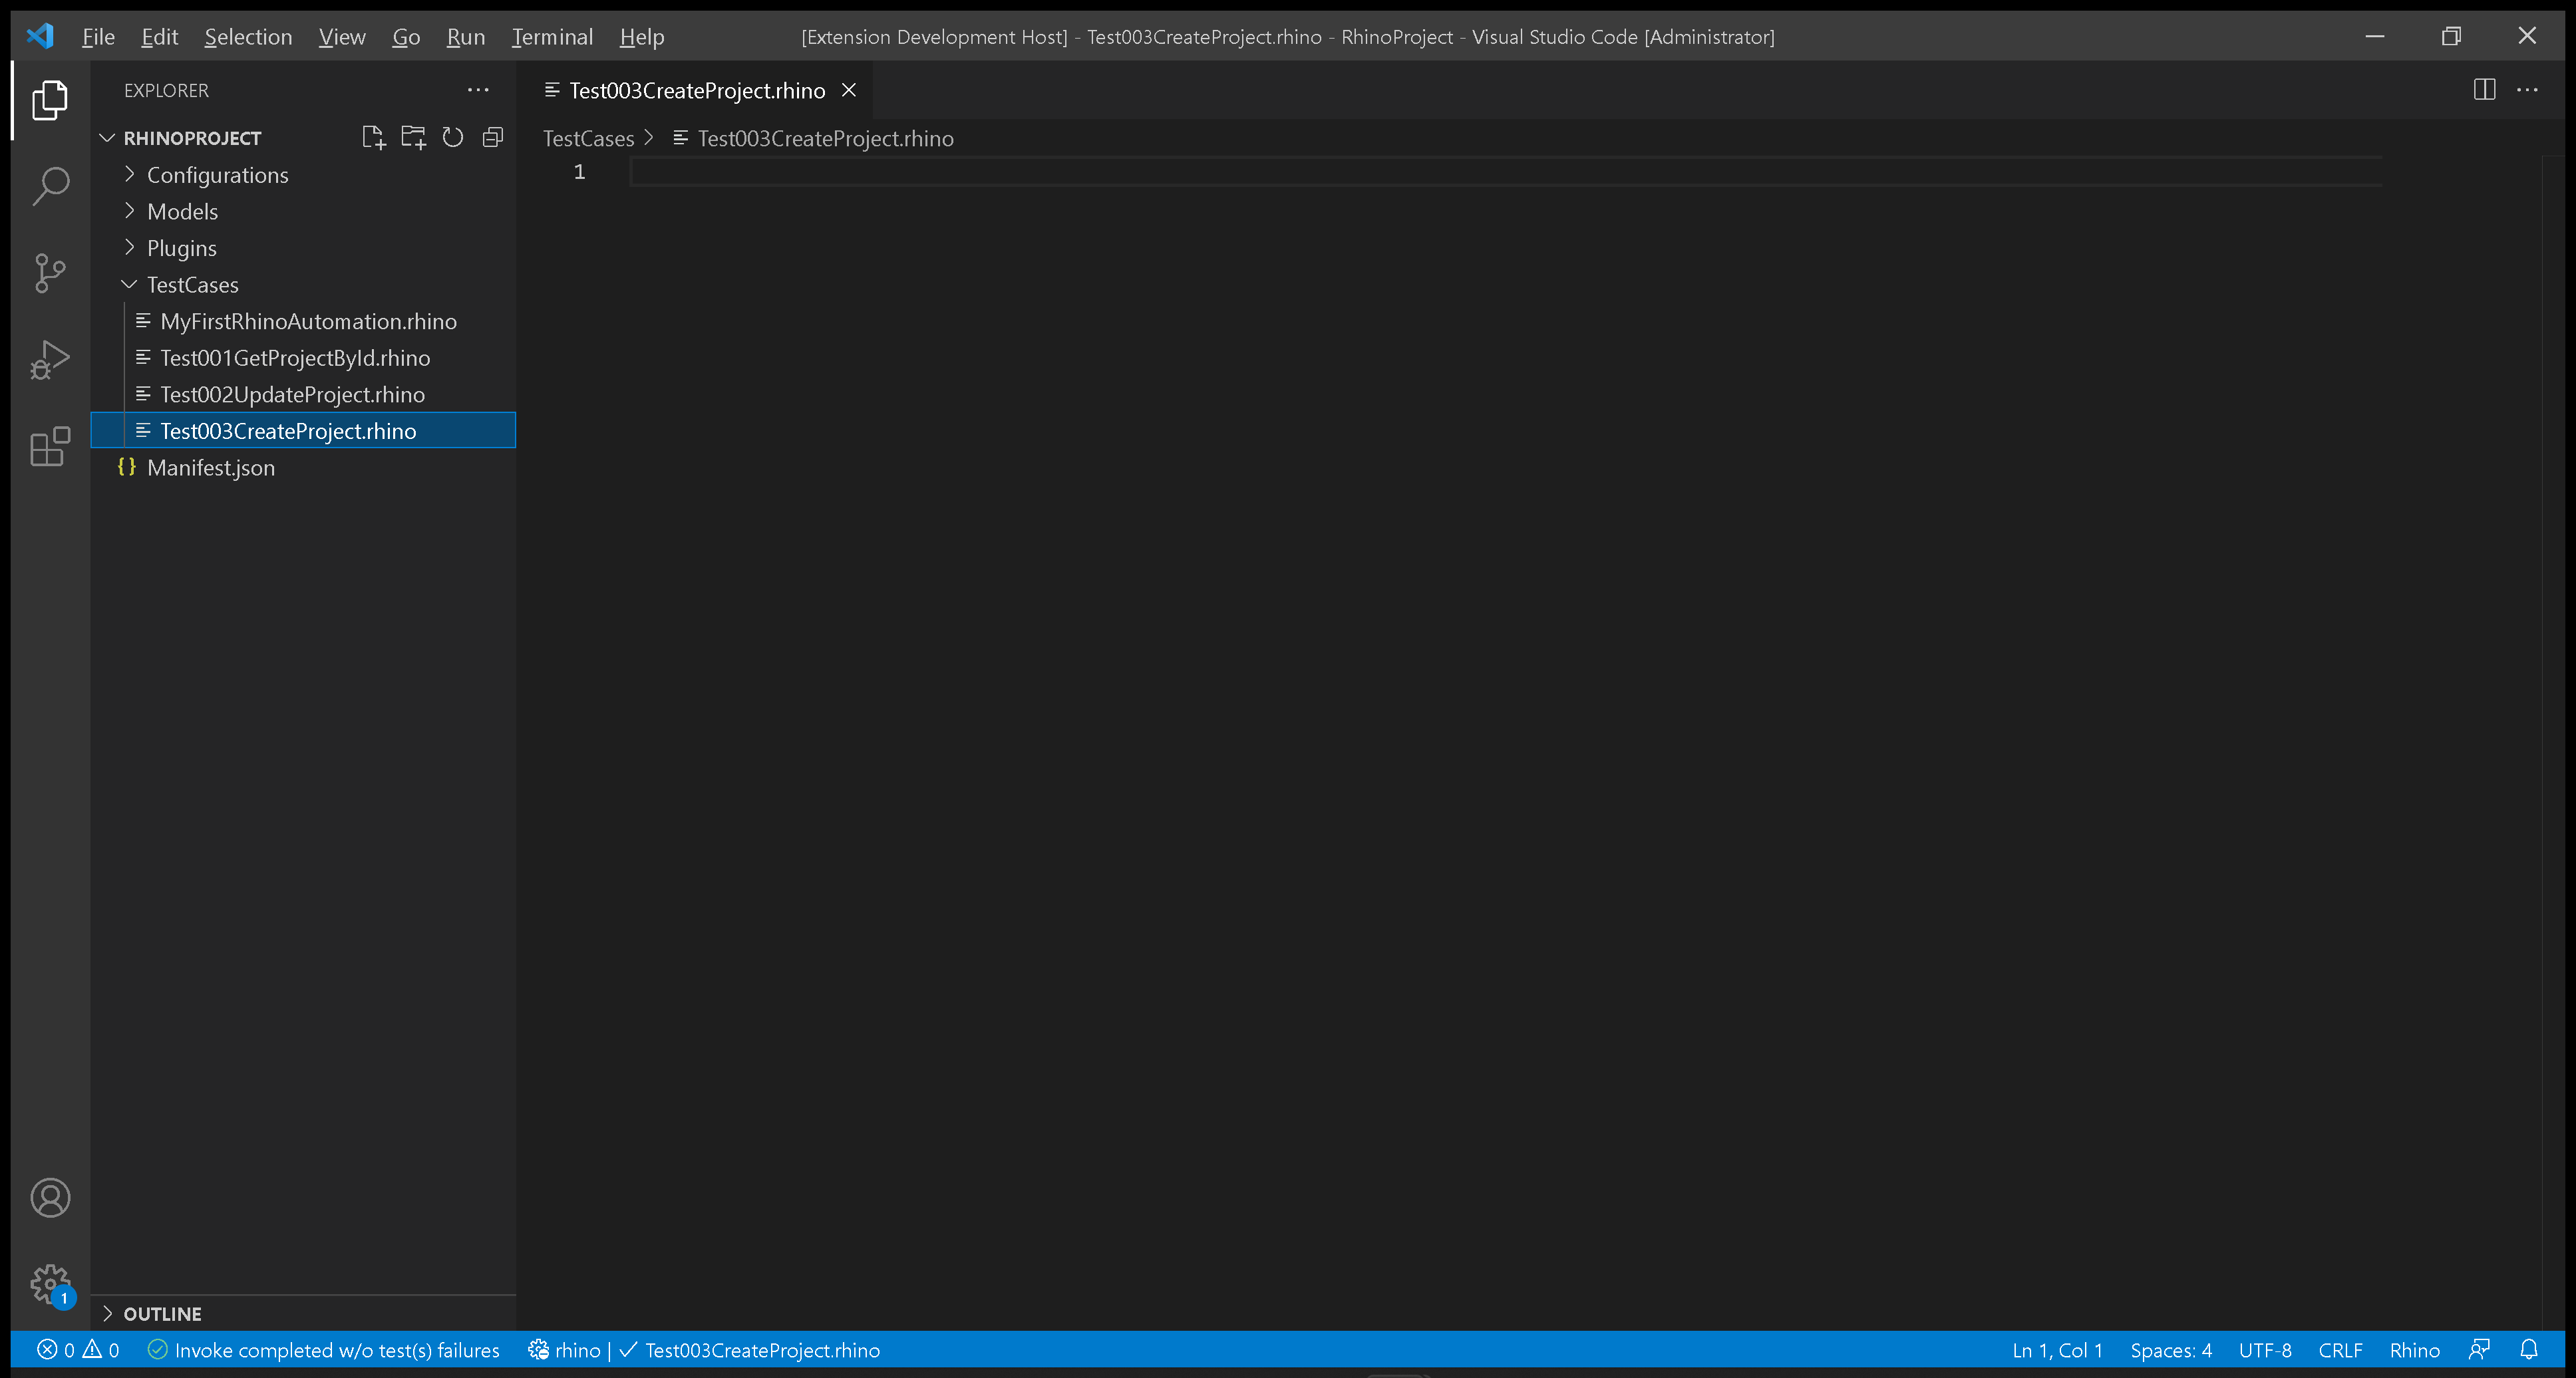 File Edit Selection View Go Run Terminal Help [Extension Development Host] - Test003CreateProject.rhino - RhinoProject - Visual Studio Code [Administrator]
EXPLORER
RHINOPROJECT
Configurations
Models
Plugins
TestCases
MyFirstRhinoAutomation.rhino
Test001GetProjectById.rhino
Test002UpdateProject.rhino
Test003CreateProject.rhino
{} Manifest.json
OUTLINE
Test003CreateProject.rhino
TestCases > Test003CreateProject.rhino
1
1
0 0 Invoke completed w/o test(s) failures rhino | ✓ Test003CreateProject.rhino Ln 1, Col 1 Spaces: 4 UTF-8 CRLF Rhino